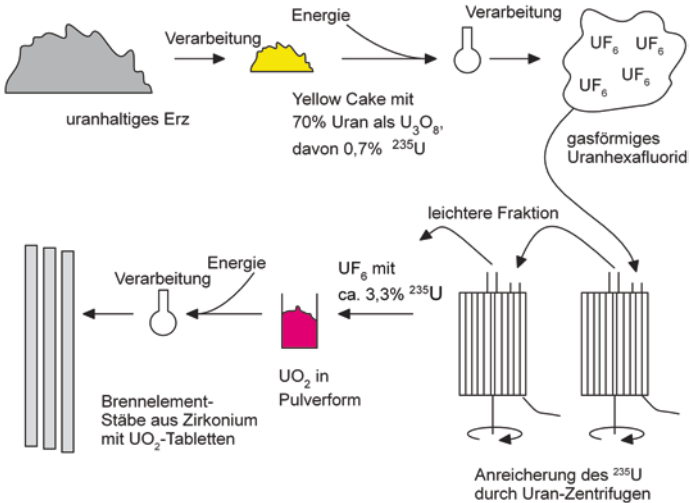 Energie
Verarbeitung
Verarbeitung
UF₆ UF₆
UF₆ UF₆
uranhaltiges Erz
Yellow Cake mit
70% Uran als U₃O₈,
davon 0,7% ²³⁵U
gasförmiges
Uranhexafluorid
leichtere Fraktion
UF₆ mit
ca. 3,3% ²³⁵U
Energie
Verarbeitung
UO₂ in
Pulverform
Brennelement-
Stäbe aus Zirkonium
mit UO₂-Tabletten
Anreicherung des ²³⁵U
durch Uran-Zentrifugen